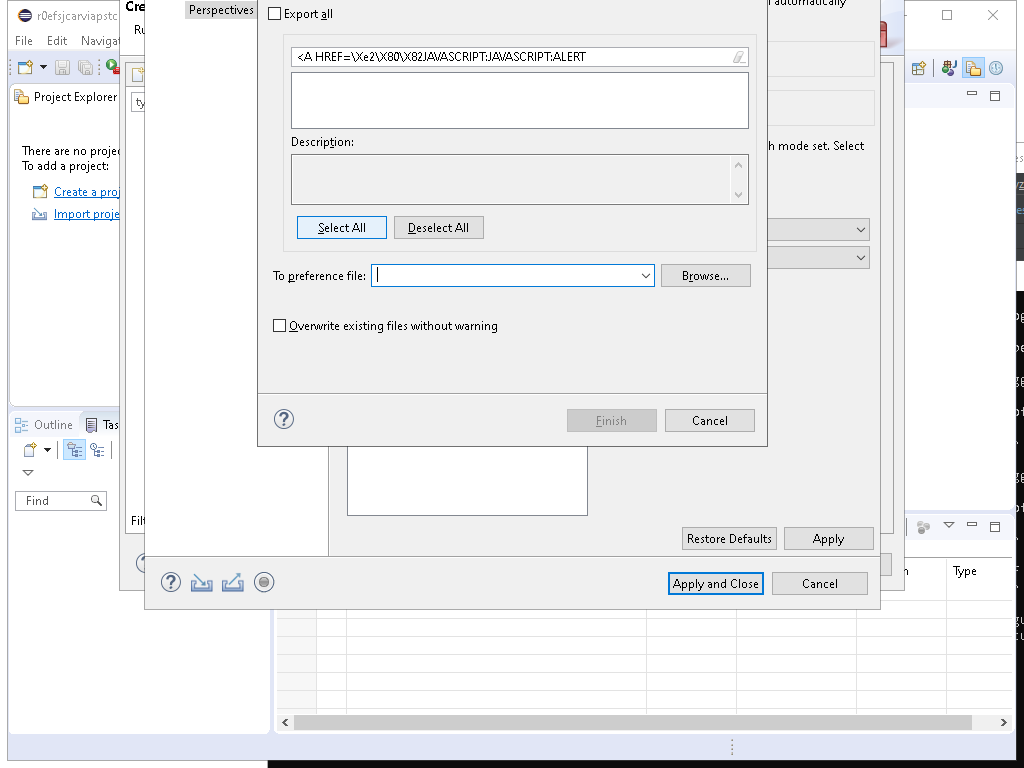 r0efsjcarviapstc
Cre
Perspectives
Export all
automatically
Ru
File Edit Navigat
<A HREF=\Xe2\X80\X82JAVASCRIPT:JAVASCRIPT:ALERT
Project Explorer
ty
Description:
h mode set. Select
There are no projec
To add a project:
Create a proj
Import proje
Select All
Deselect All
To preference file:
Browse...
Overwrite existing files without warning
Finish
Cancel
Outline
Tas
Find
Filt
Restore Defaults
Apply
Type
Apply and Close
Cancel